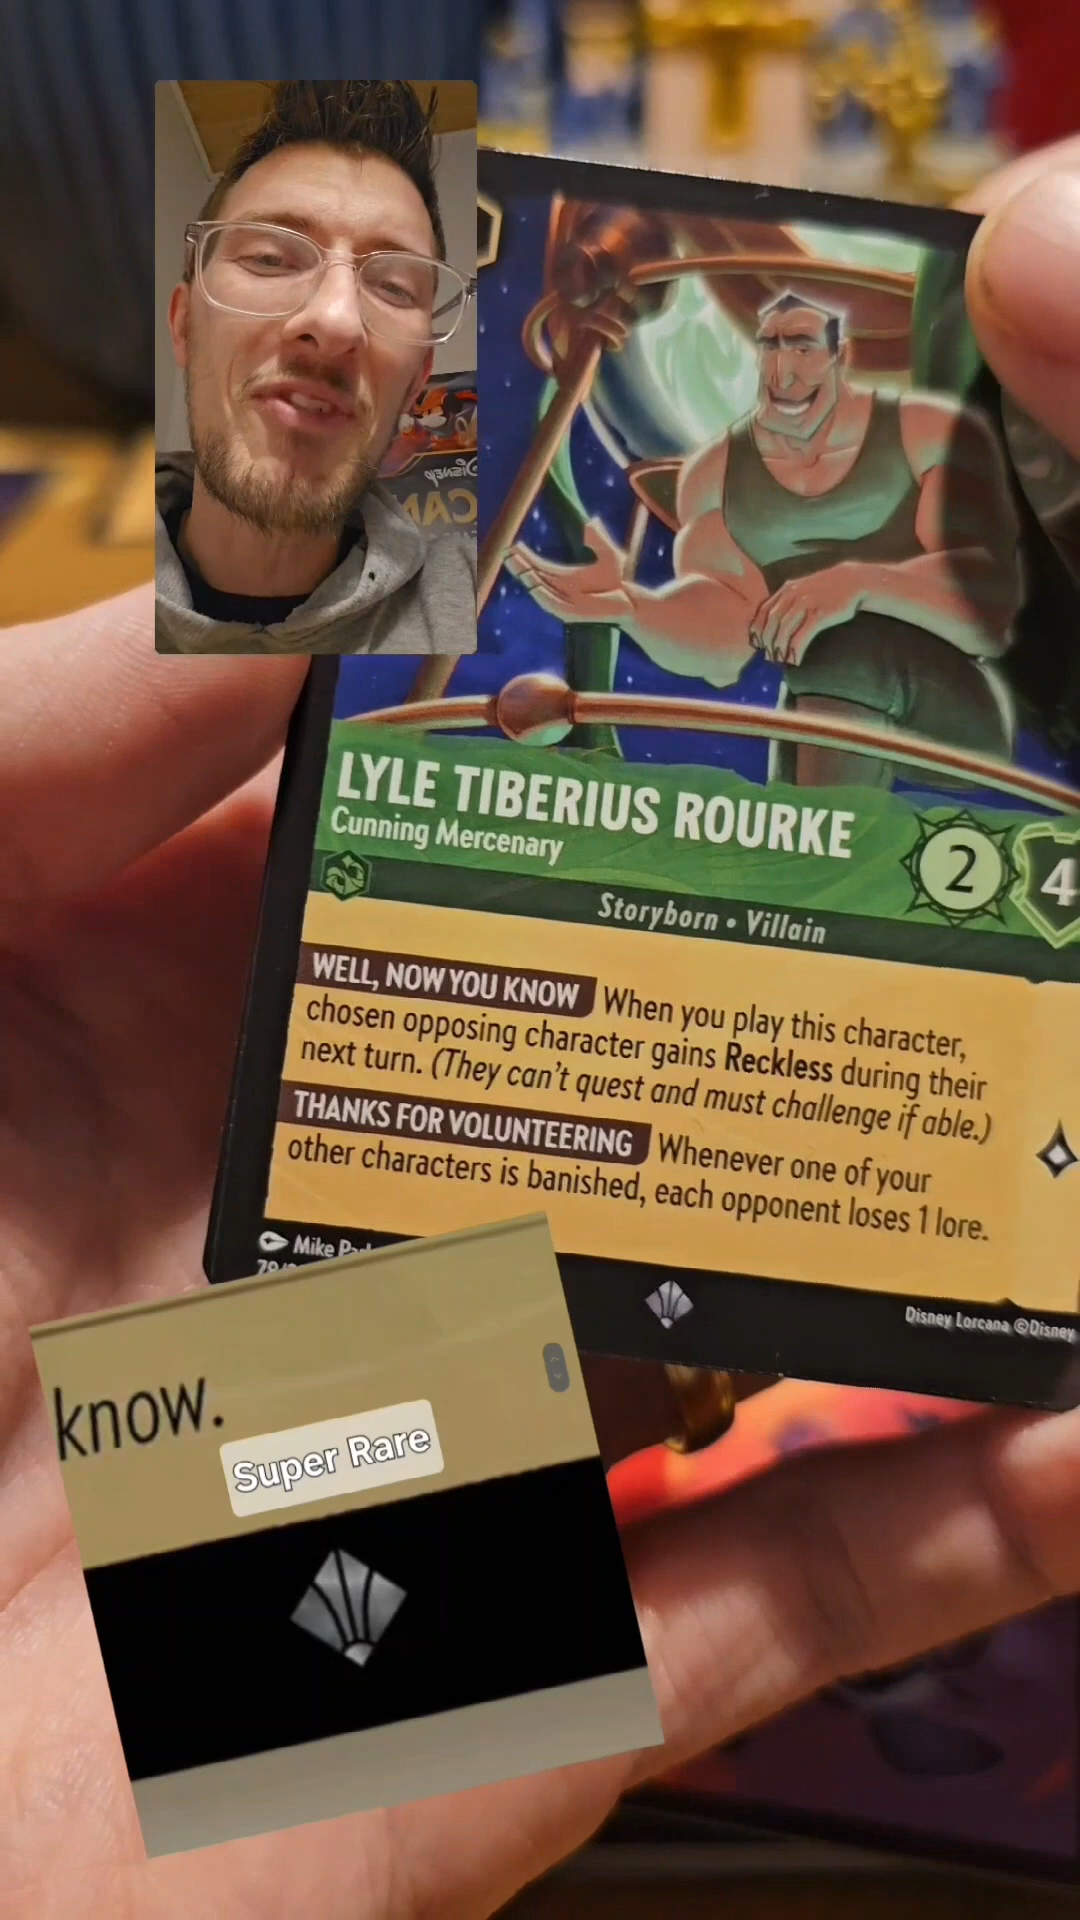 DISNEY
LYLE TIBERIUS ROURKE
Cunning Mercenary
2
4
Storyborn • Villain
WELL, NOW YOU KNOW When you play this character,
chosen opposing character gains Reckless during their
next turn. (They can't quest and must challenge if able.)
THANKS FOR VOLUNTEERING Whenever one of your
other characters is banished, each opponent loses 1 lore.
Mike
Disney Lorcana ©Disney
know.
Super Rare